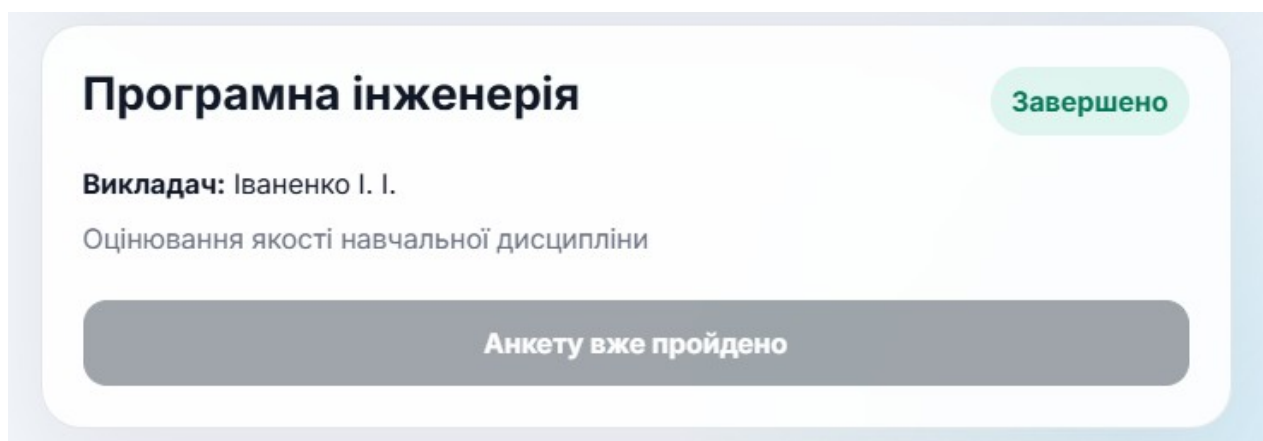 Програмна інженерія
Завершено
Викладач: Іваненко І. І.
Оцінювання якості навчальної дисципліни
Анкету вже пройдено